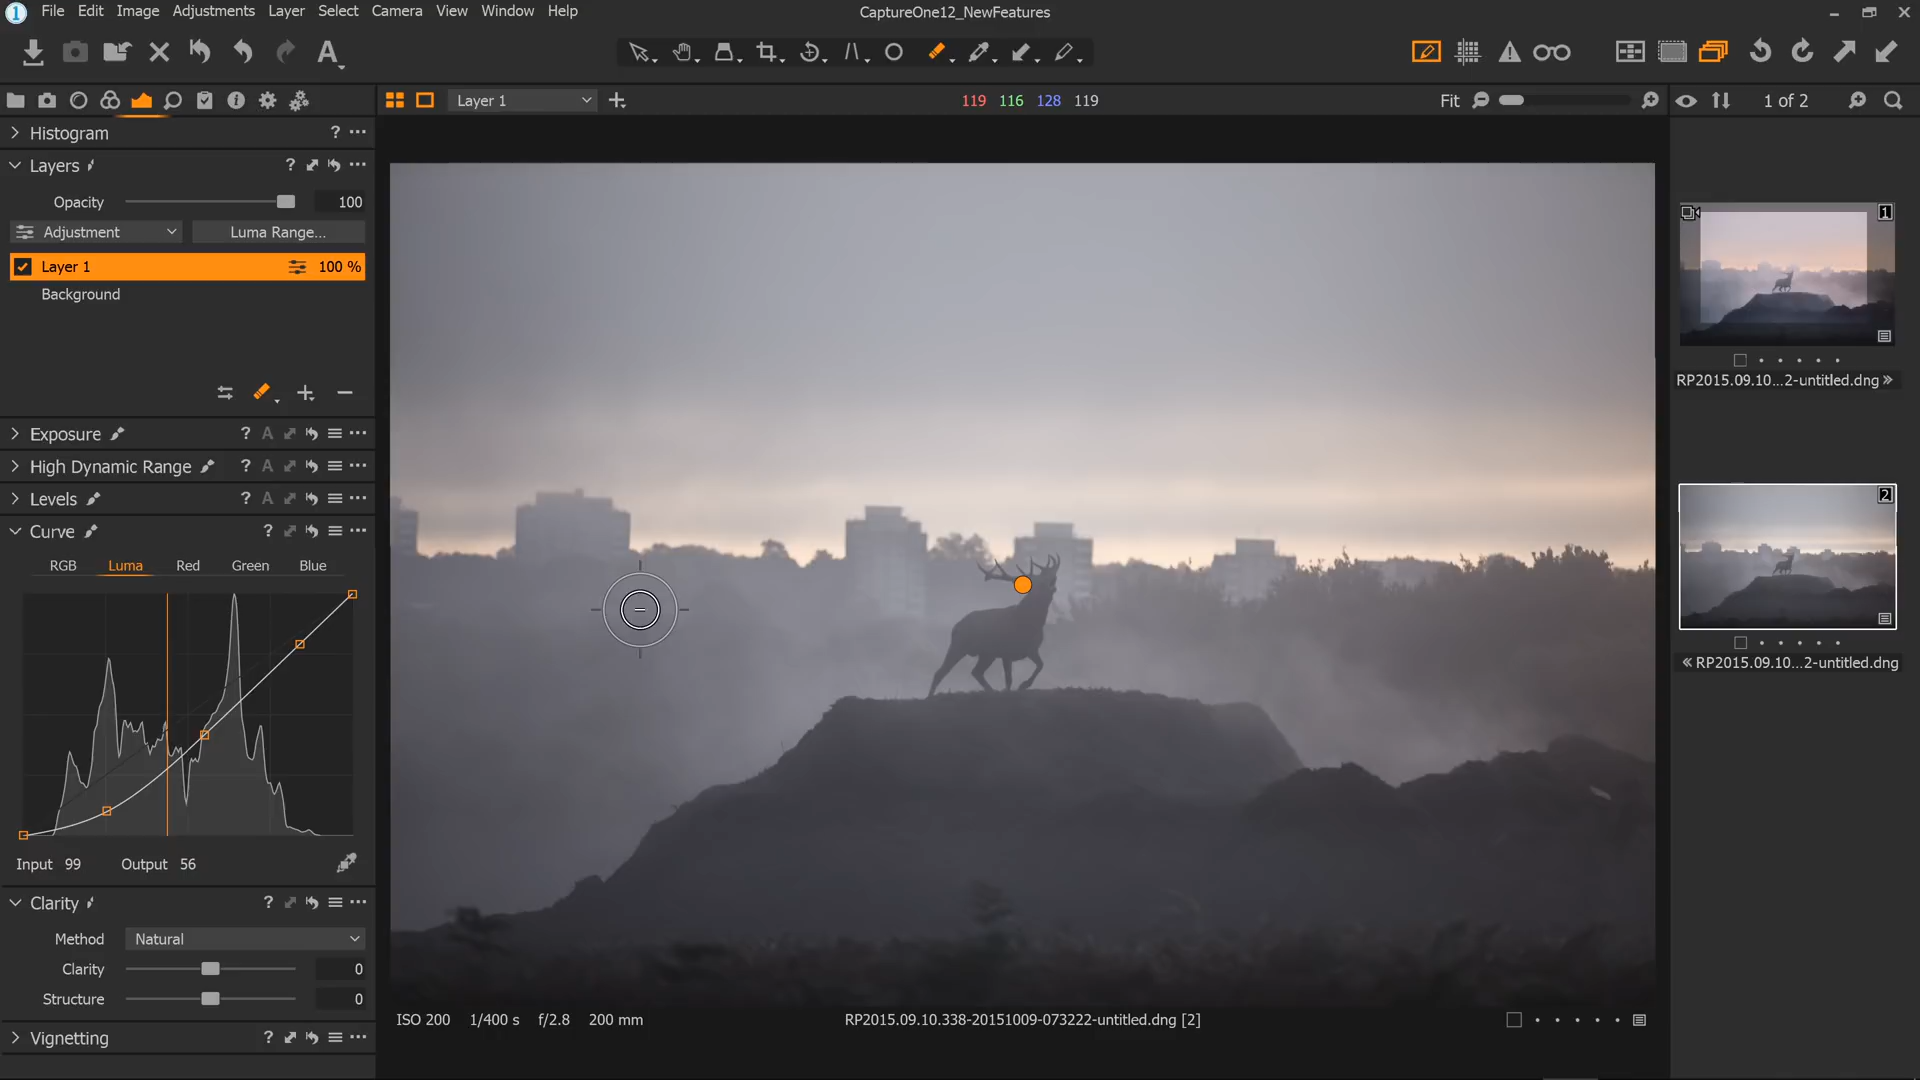 File Edit Image Adjustments Layer Select Camera View Window Help
CaptureOne12_NewFeatures
Layer 1
119 116 128 119
Fit
1 of 2
Histogram
Layers
Opacity 100
Adjustment
Luma Range...
Layer 1 100 %
Background
Exposure
High Dynamic Range
Levels
Curve
RGB Luma Red Green Blue
Input 99 Output 56
Clarity
Method Natural
Clarity 0
Structure 0
Vignetting
ISO 200 1/400 s f/2.8 200 mm
RP2015.09.10.338-20151009-073222-untitled.dng [2]
1
RP2015.09.10...2-untitled.dng
2
RP2015.09.10...2-untitled.dng